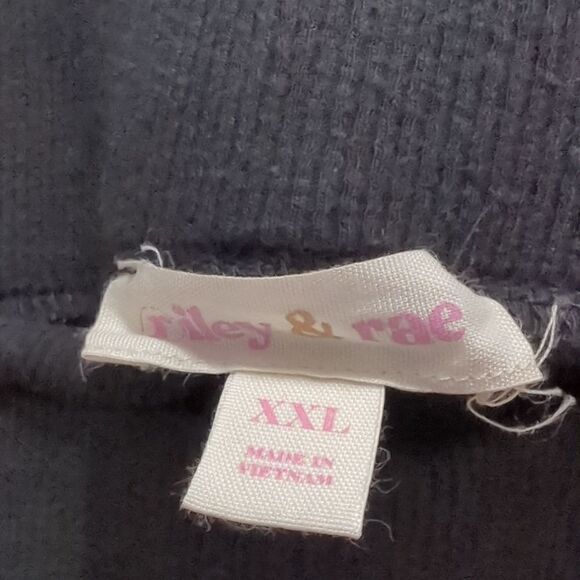 riley & rae
XXL
MADE IN
VIETNAM